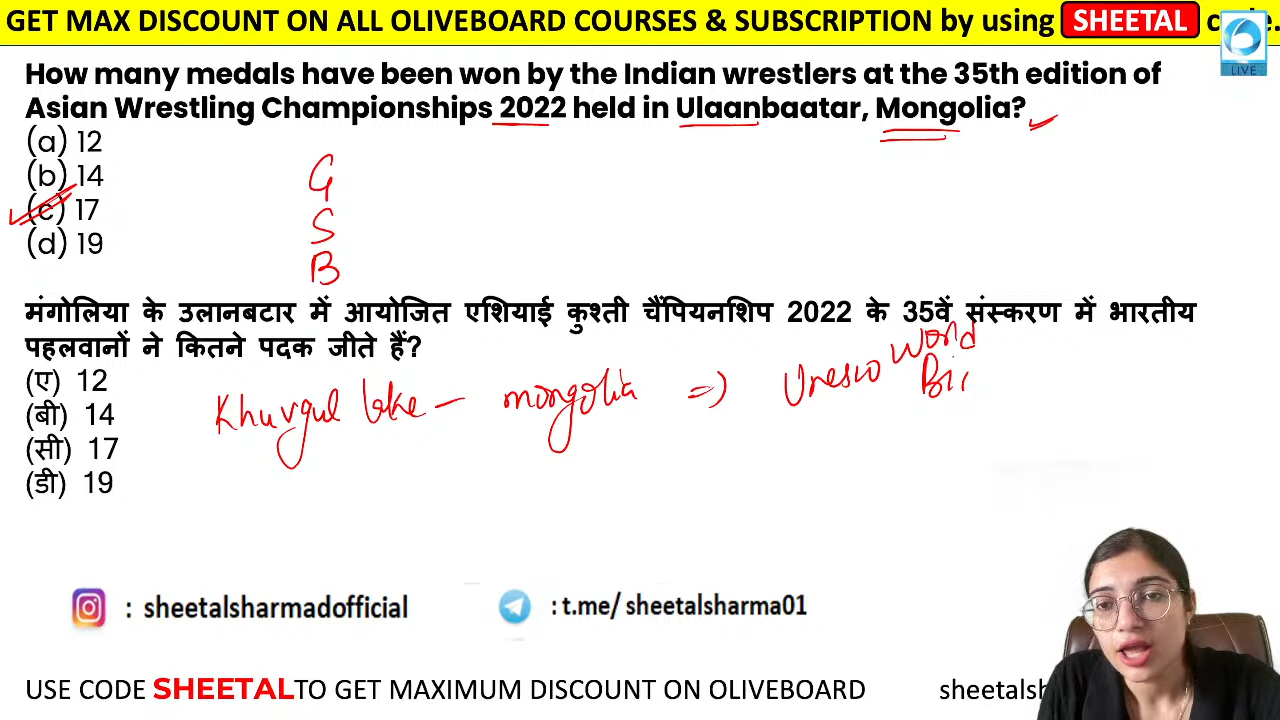 GET MAX DISCOUNT ON ALL OLIVEBOARD COURSES & SUBSCRIPTION by using SHEETAL code.
LIVE
How many medals have been won by the Indian wrestlers at the 35th edition of
Asian Wrestling Championships 2022 held in Ulaanbaatar, Mongolia?
(a) 12
(b) 14
(c) 17
(d) 19
G
S
B
मंगोलिया के उलानबटार में आयोजित एशियाई कुश्ती चैंपियनशिप 2022 के 35वें संस्करण में भारतीय
पहलवानों ने कितने पदक जीते हैं?
(ए) 12
(बी) 14
(सी) 17
(डी) 19
Khuvgul lake - mongolia => Unesco World
: sheetalsharmadofficial
: t.me/ sheetalsharma01
USE CODE SHEETAL TO GET MAXIMUM DISCOUNT ON OLIVEBOARD
sheetalsh